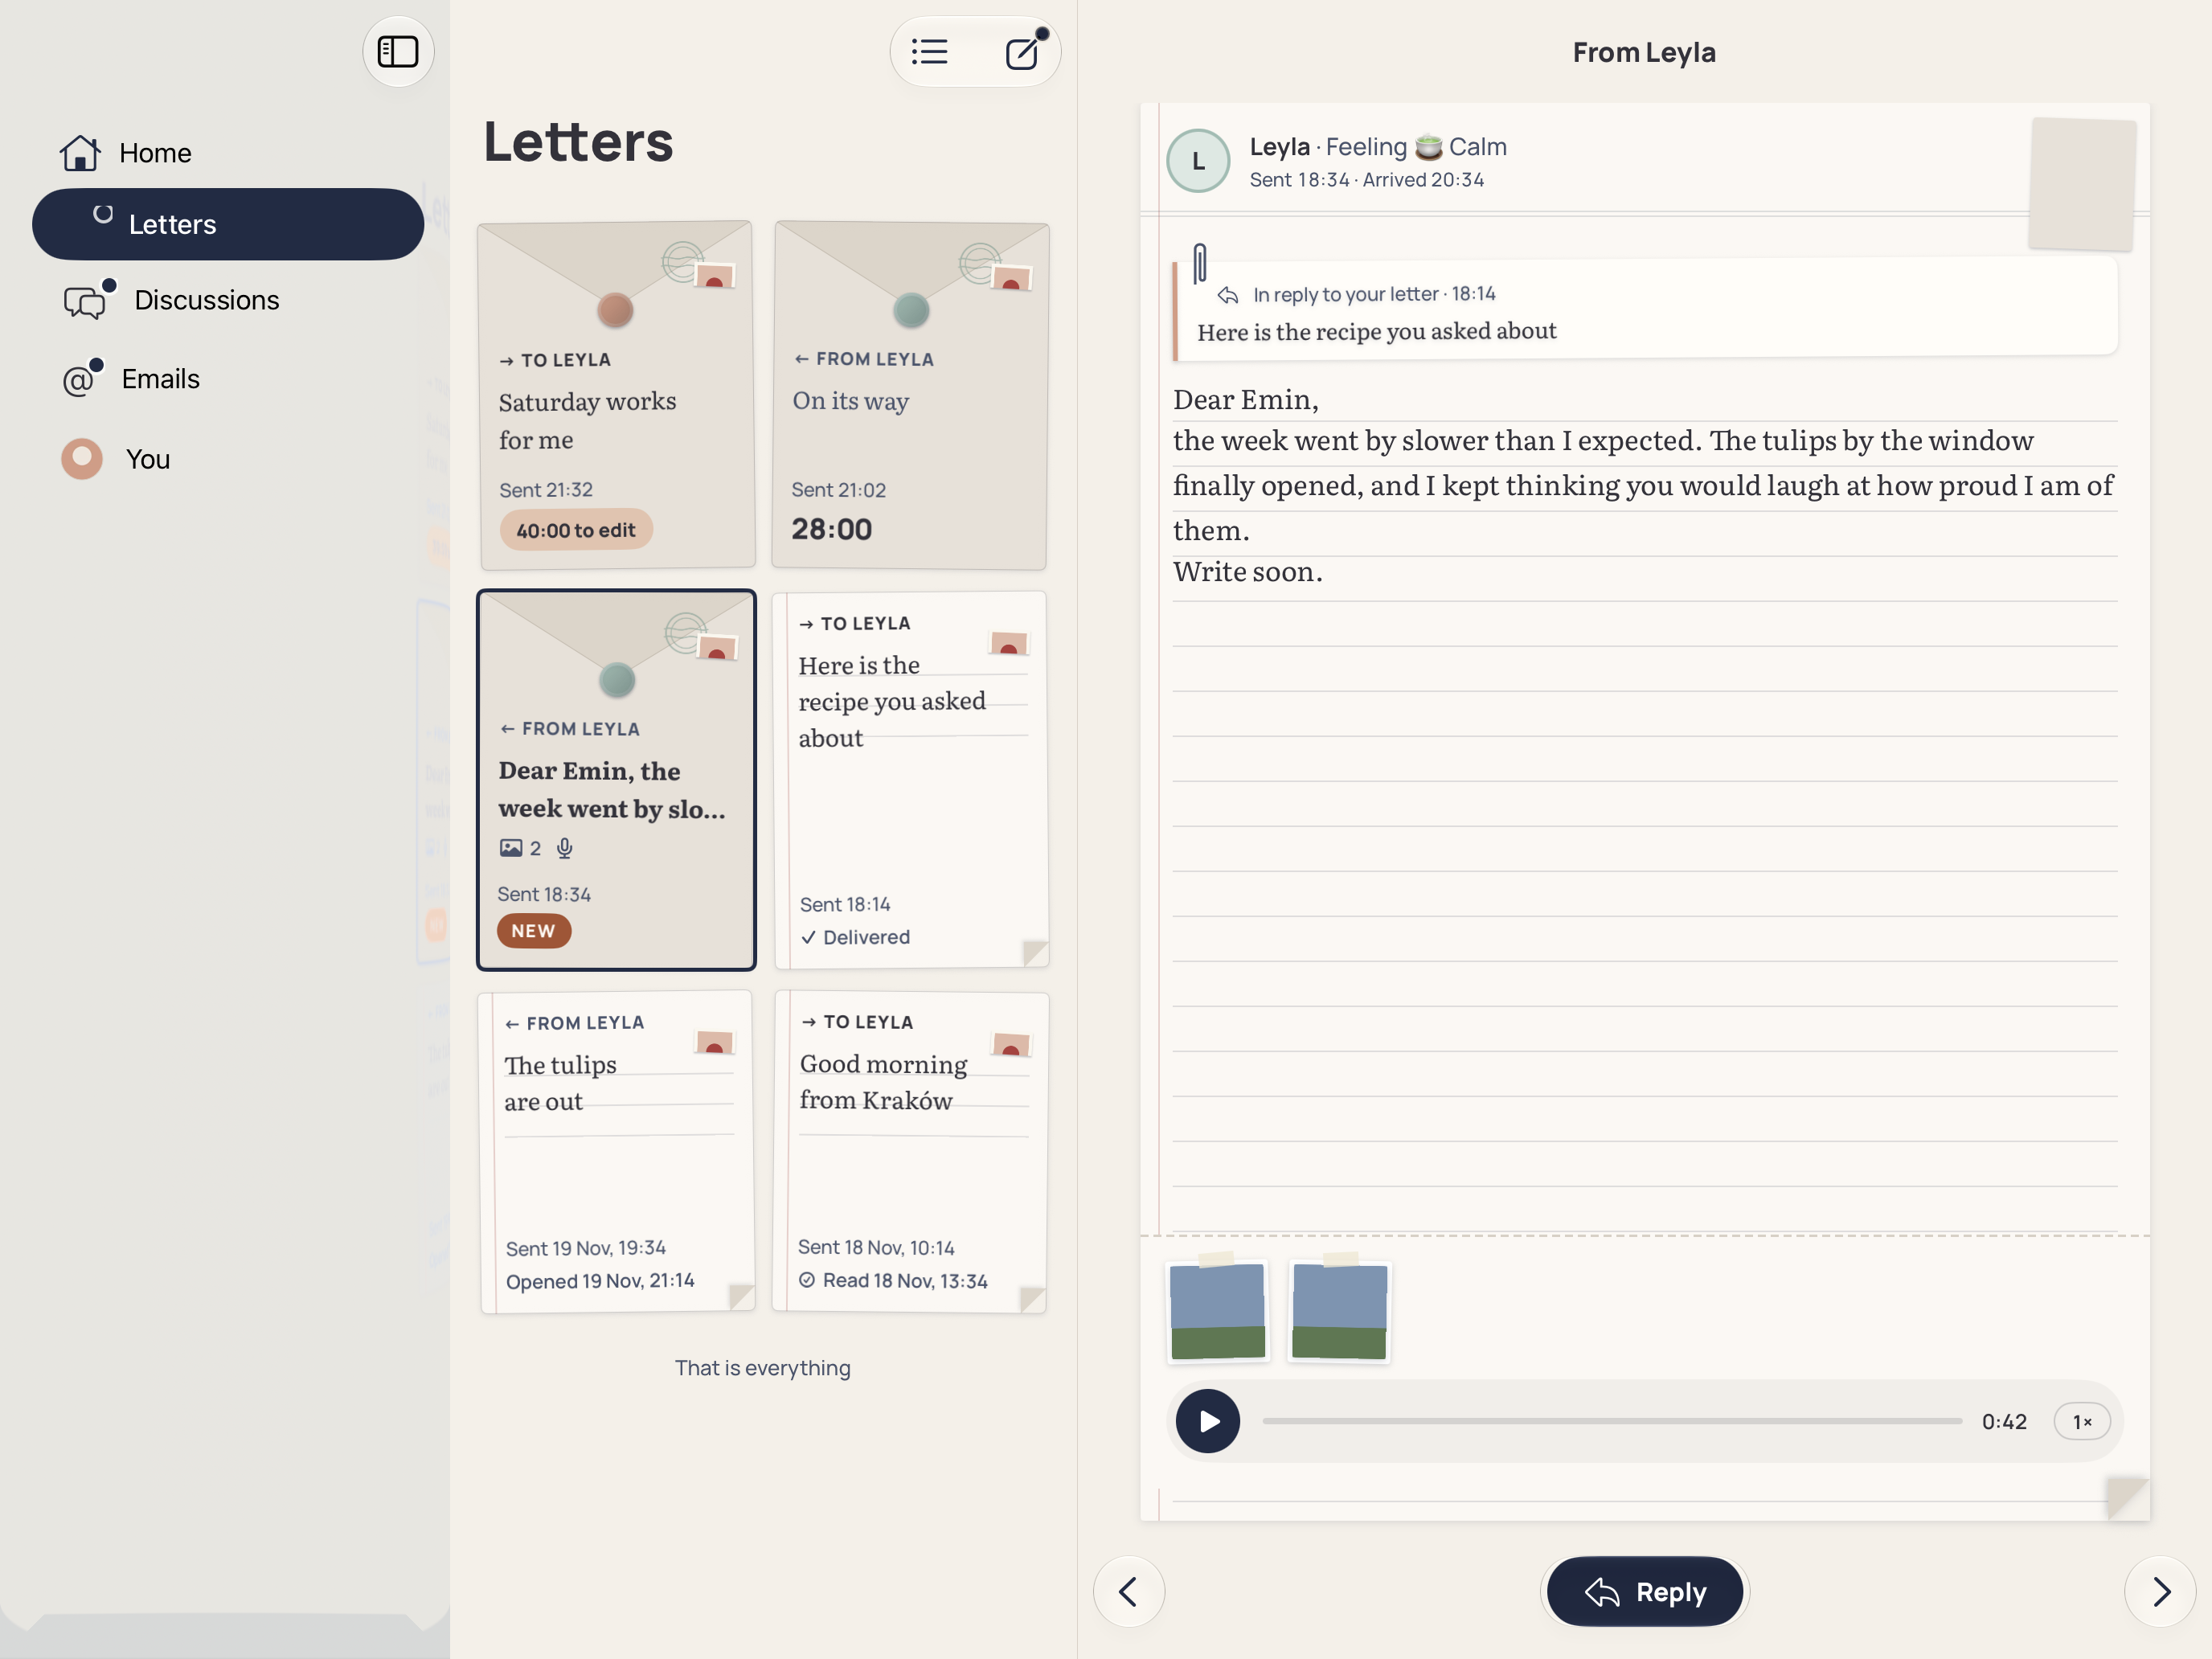 Home
Letters
Discussions
Emails
You
Letters
→ TO LEYLA
Saturday works
for me
Sent 21:32
40:00 to edit
← FROM LEYLA
On its way
Sent 21:02
28:00
← FROM LEYLA
Dear Emin, the
week went by slo...
2
Sent 18:34
NEW
→ TO LEYLA
Here is the
recipe you asked
about
Sent 18:14
Delivered
← FROM LEYLA
The tulips
are out
Sent 19 Nov, 19:34
Opened 19 Nov, 21:14
→ TO LEYLA
Good morning
from Kraków
Sent 18 Nov, 10:14
Read 18 Nov, 13:34
That is everything
From Leyla
L
Leyla · Feeling 🍵 Calm
Sent 18:34 · Arrived 20:34
In reply to your letter · 18:14
Here is the recipe you asked about
Dear Emin,
the week went by slower than I expected. The tulips by the window
finally opened, and I kept thinking you would laugh at how proud I am of
them.
Write soon.
0:42
1×
Reply